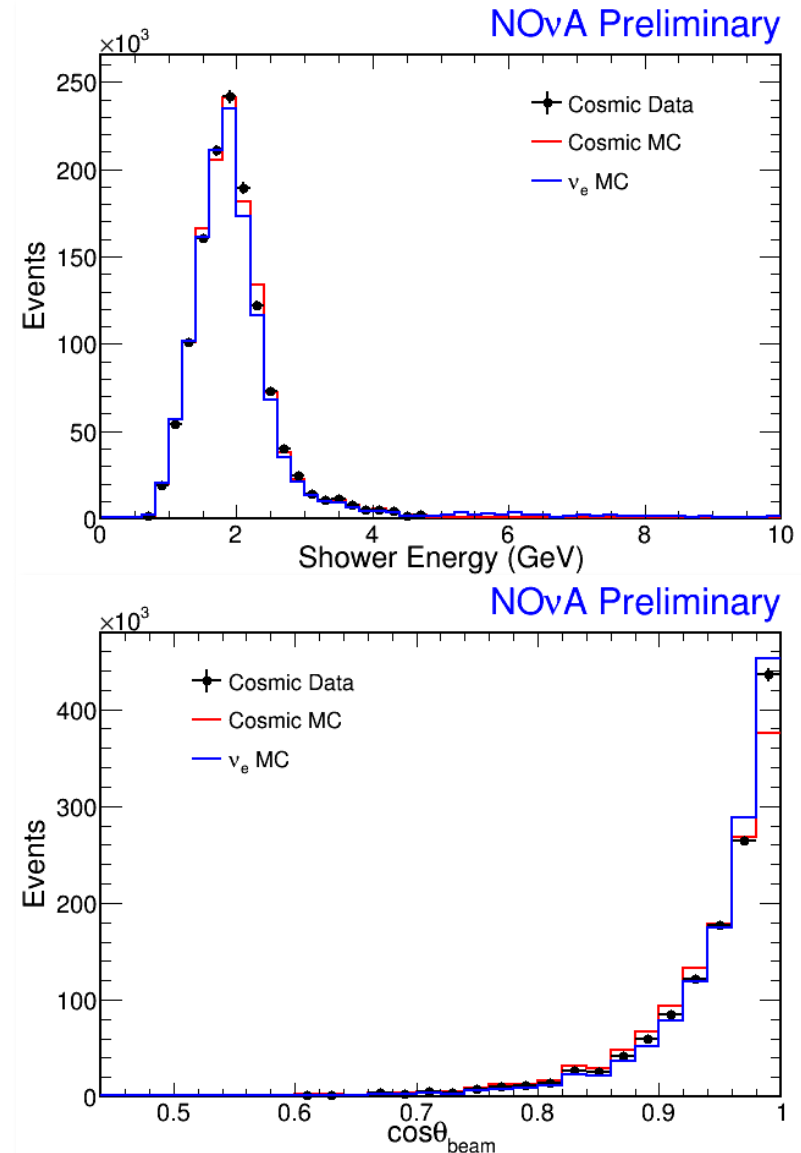 NOνA Preliminary
×10³
250
200
150
100
50
0
Events
Cosmic Data
Cosmic MC
νₑ MC
0 2 4 6 8 10
Shower Energy (GeV)
NOνA Preliminary
×10³
400
300
200
100
0
Events
Cosmic Data
Cosmic MC
νₑ MC
0.5 0.6 0.7 0.8 0.9 1
cosθbeam